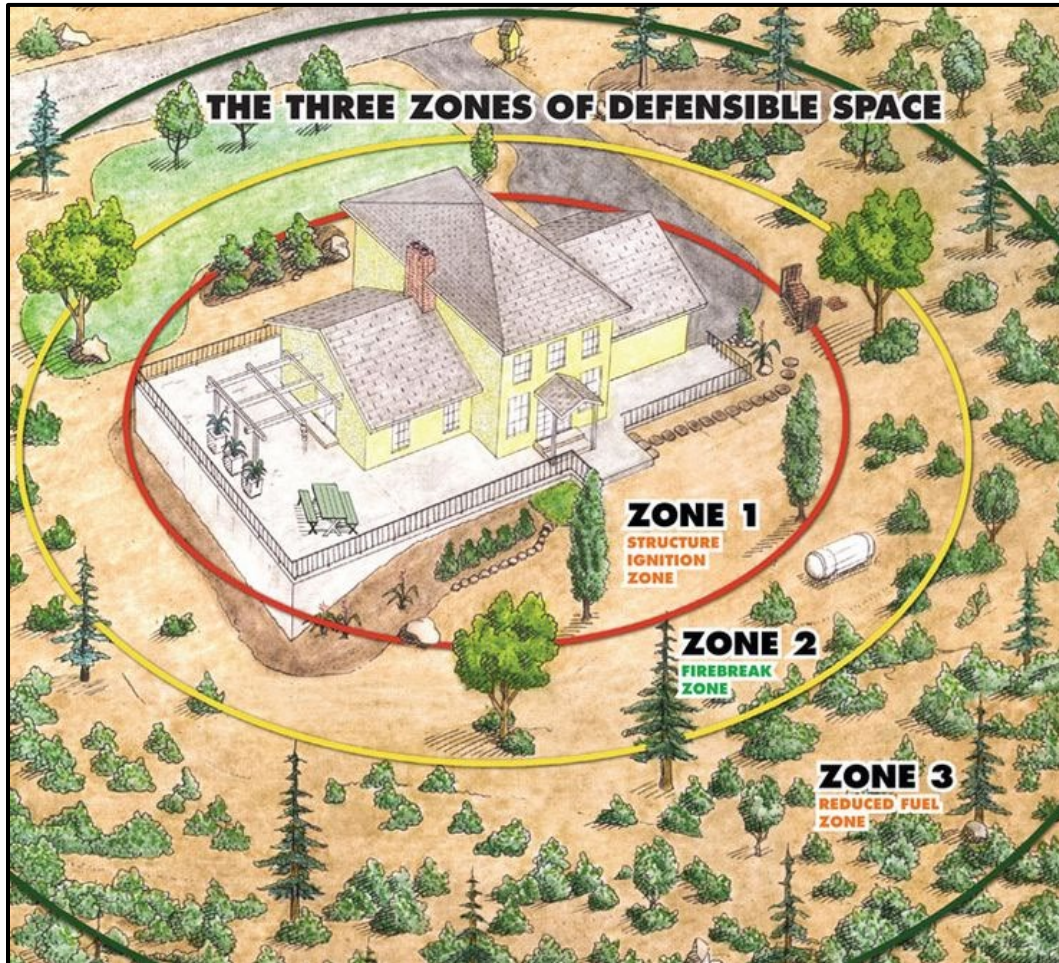 THE THREE ZONES OF DEFENSIBLE SPACE
ZONE 1
STRUCTURE
IGNITION
ZONE
ZONE 2
FIREBREAK
ZONE
ZONE 3
REDUCED FUEL
ZONE